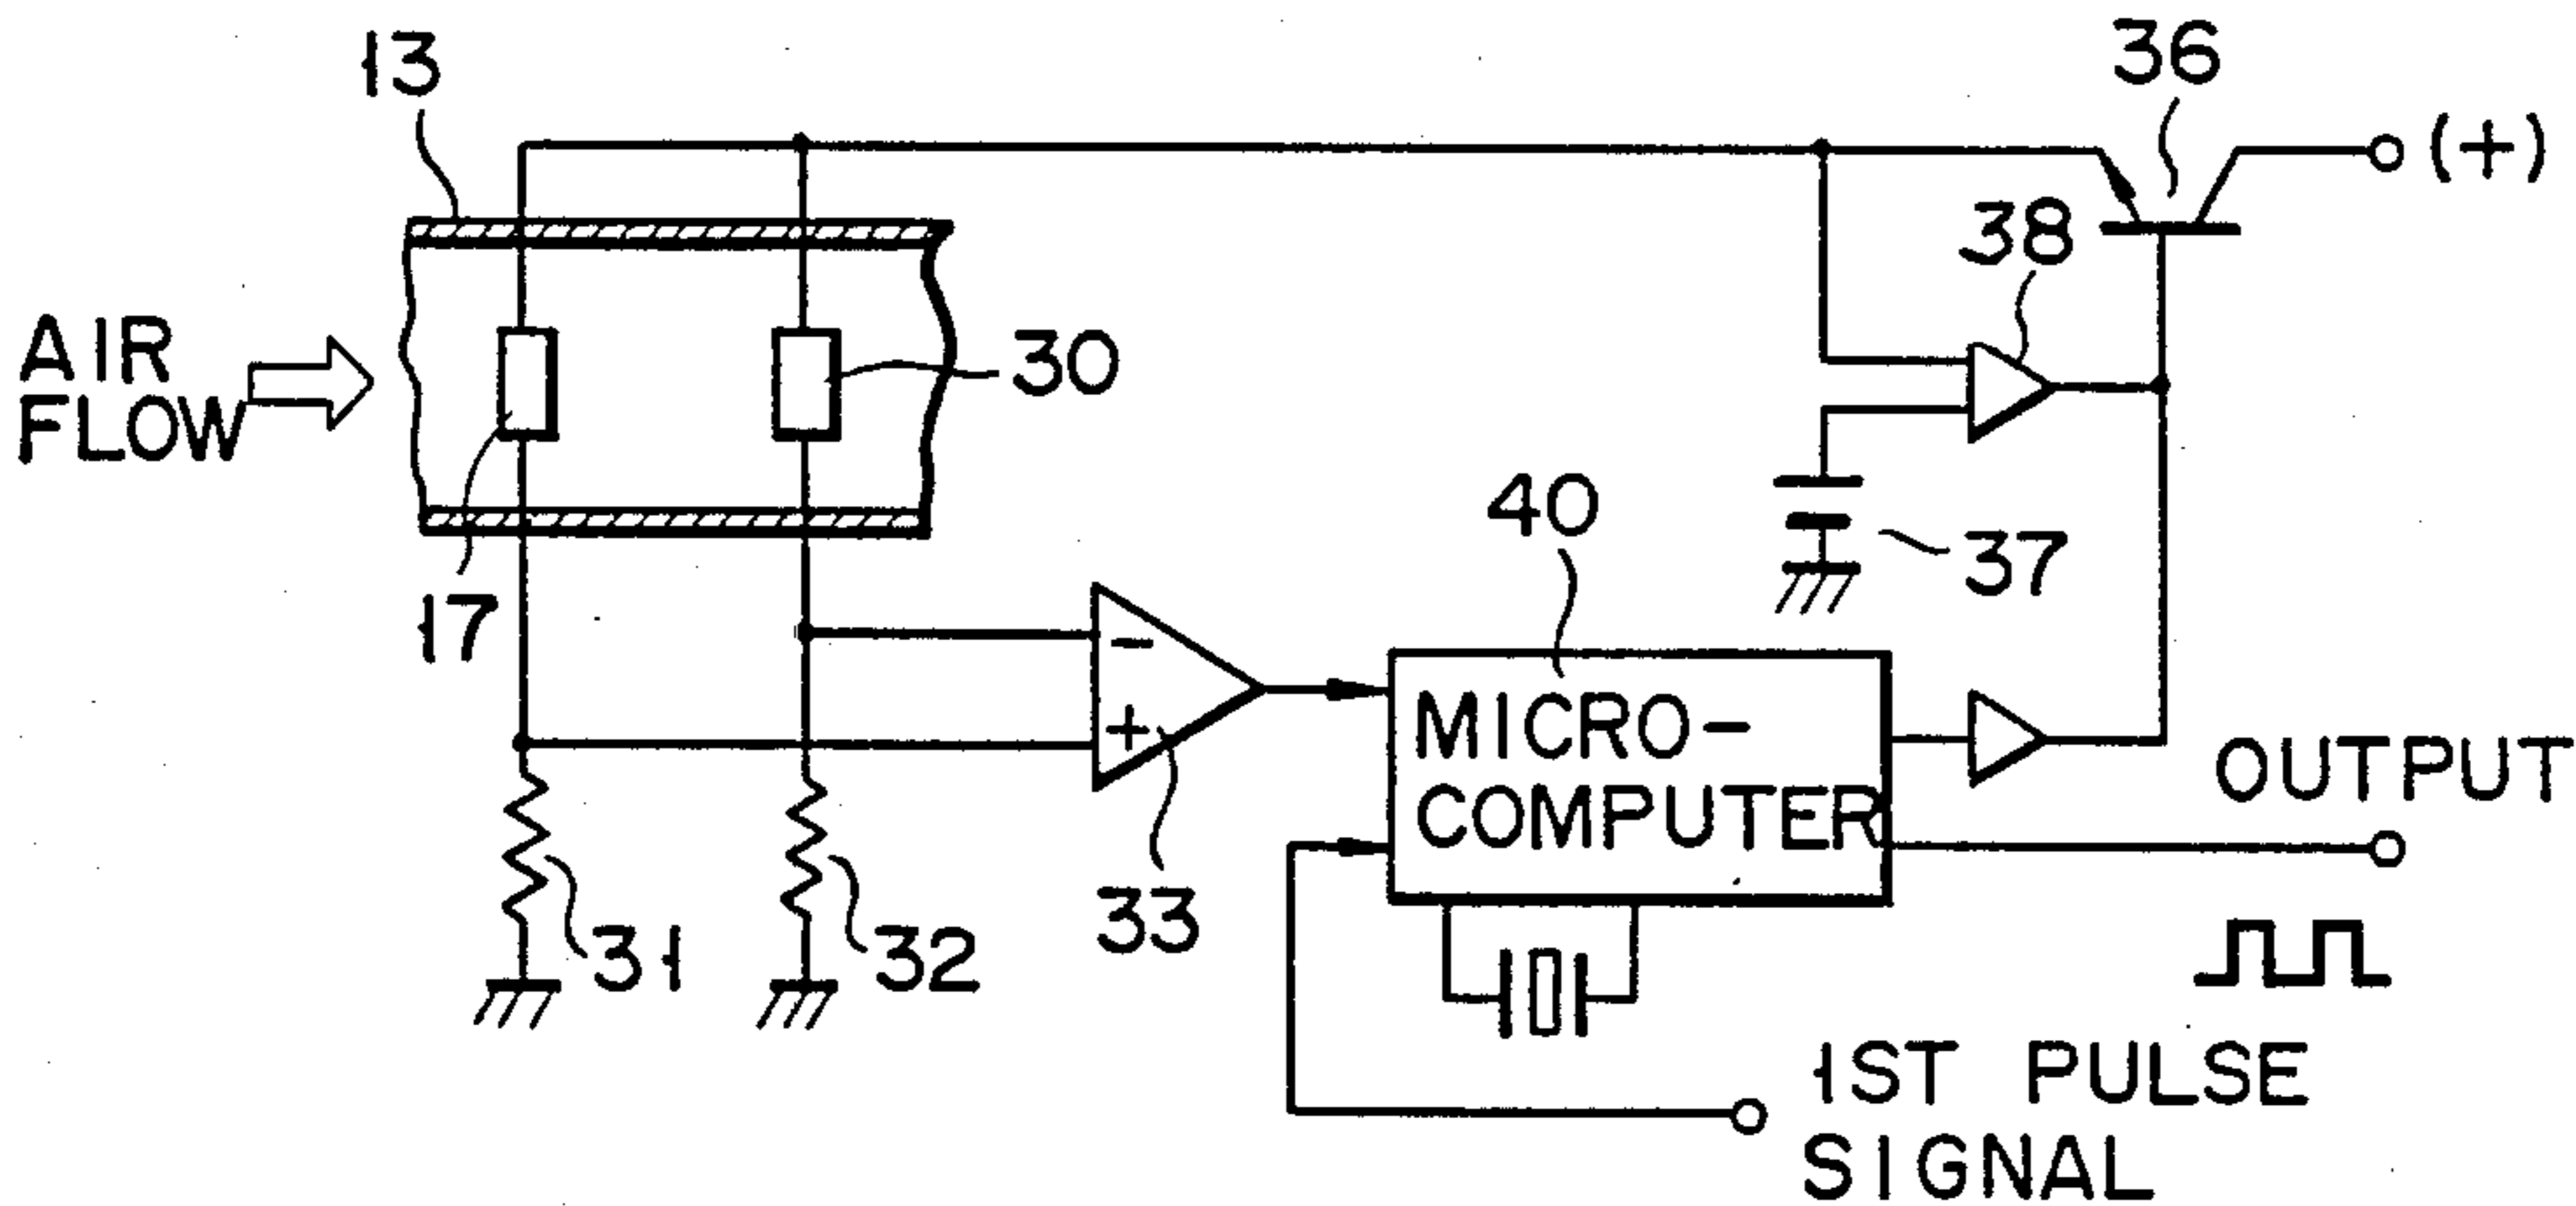 13
36
(+)
38
AIR
FLOW
30
40
37
17
−
+
MICRO-
COMPUTER
OUTPUT
33
31
32
1ST PULSE
SIGNAL